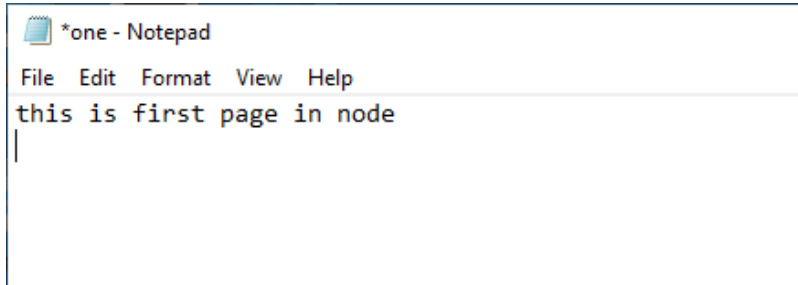 *one - Notepad
File Edit Format View Help
this is first page in node